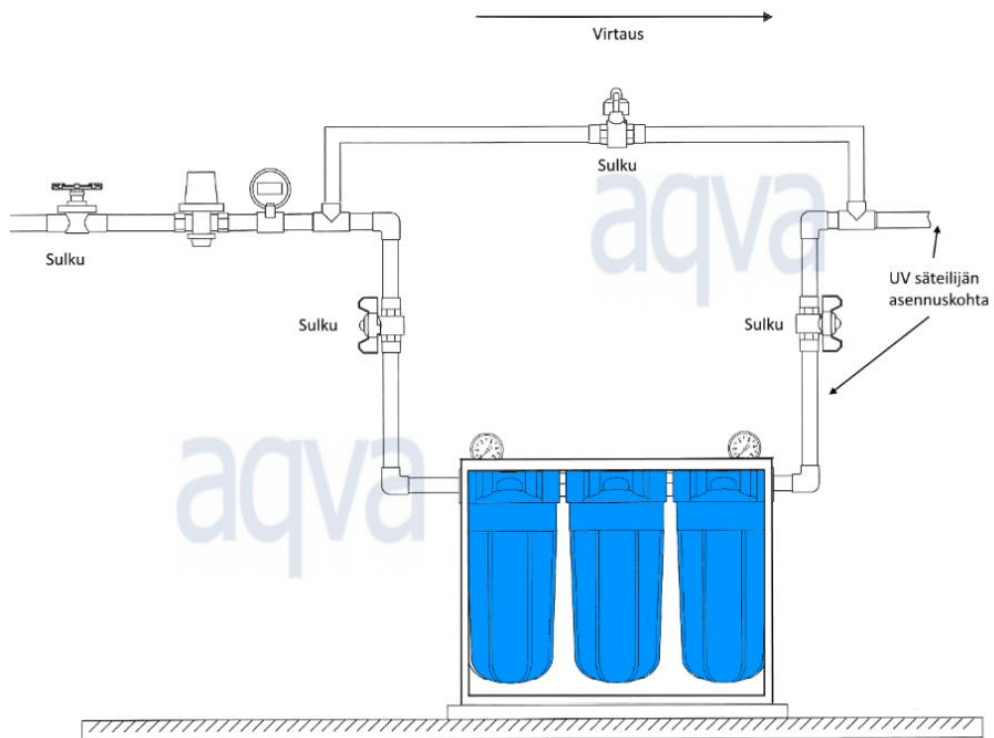 Virtaus
Sulku
aqva
Sulku
UV säteilijän
asennuskohta
Sulku
Sulku
aqva